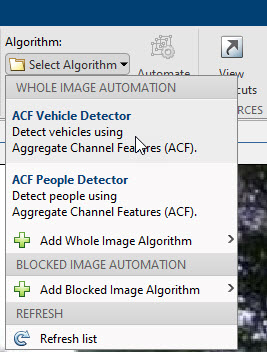 Algorithm:
Select Algorithm
Automate
View
cuts
WHOLE IMAGE AUTOMATION
RCES
ACF Vehicle Detector
Detect vehicles using
Aggregate Channel Features (ACF).
ACF People Detector
Detect people using
Aggregate Channel Features (ACF).
Add Whole Image Algorithm
BLOCKED IMAGE AUTOMATION
Add Blocked Image Algorithm
REFRESH
Refresh list